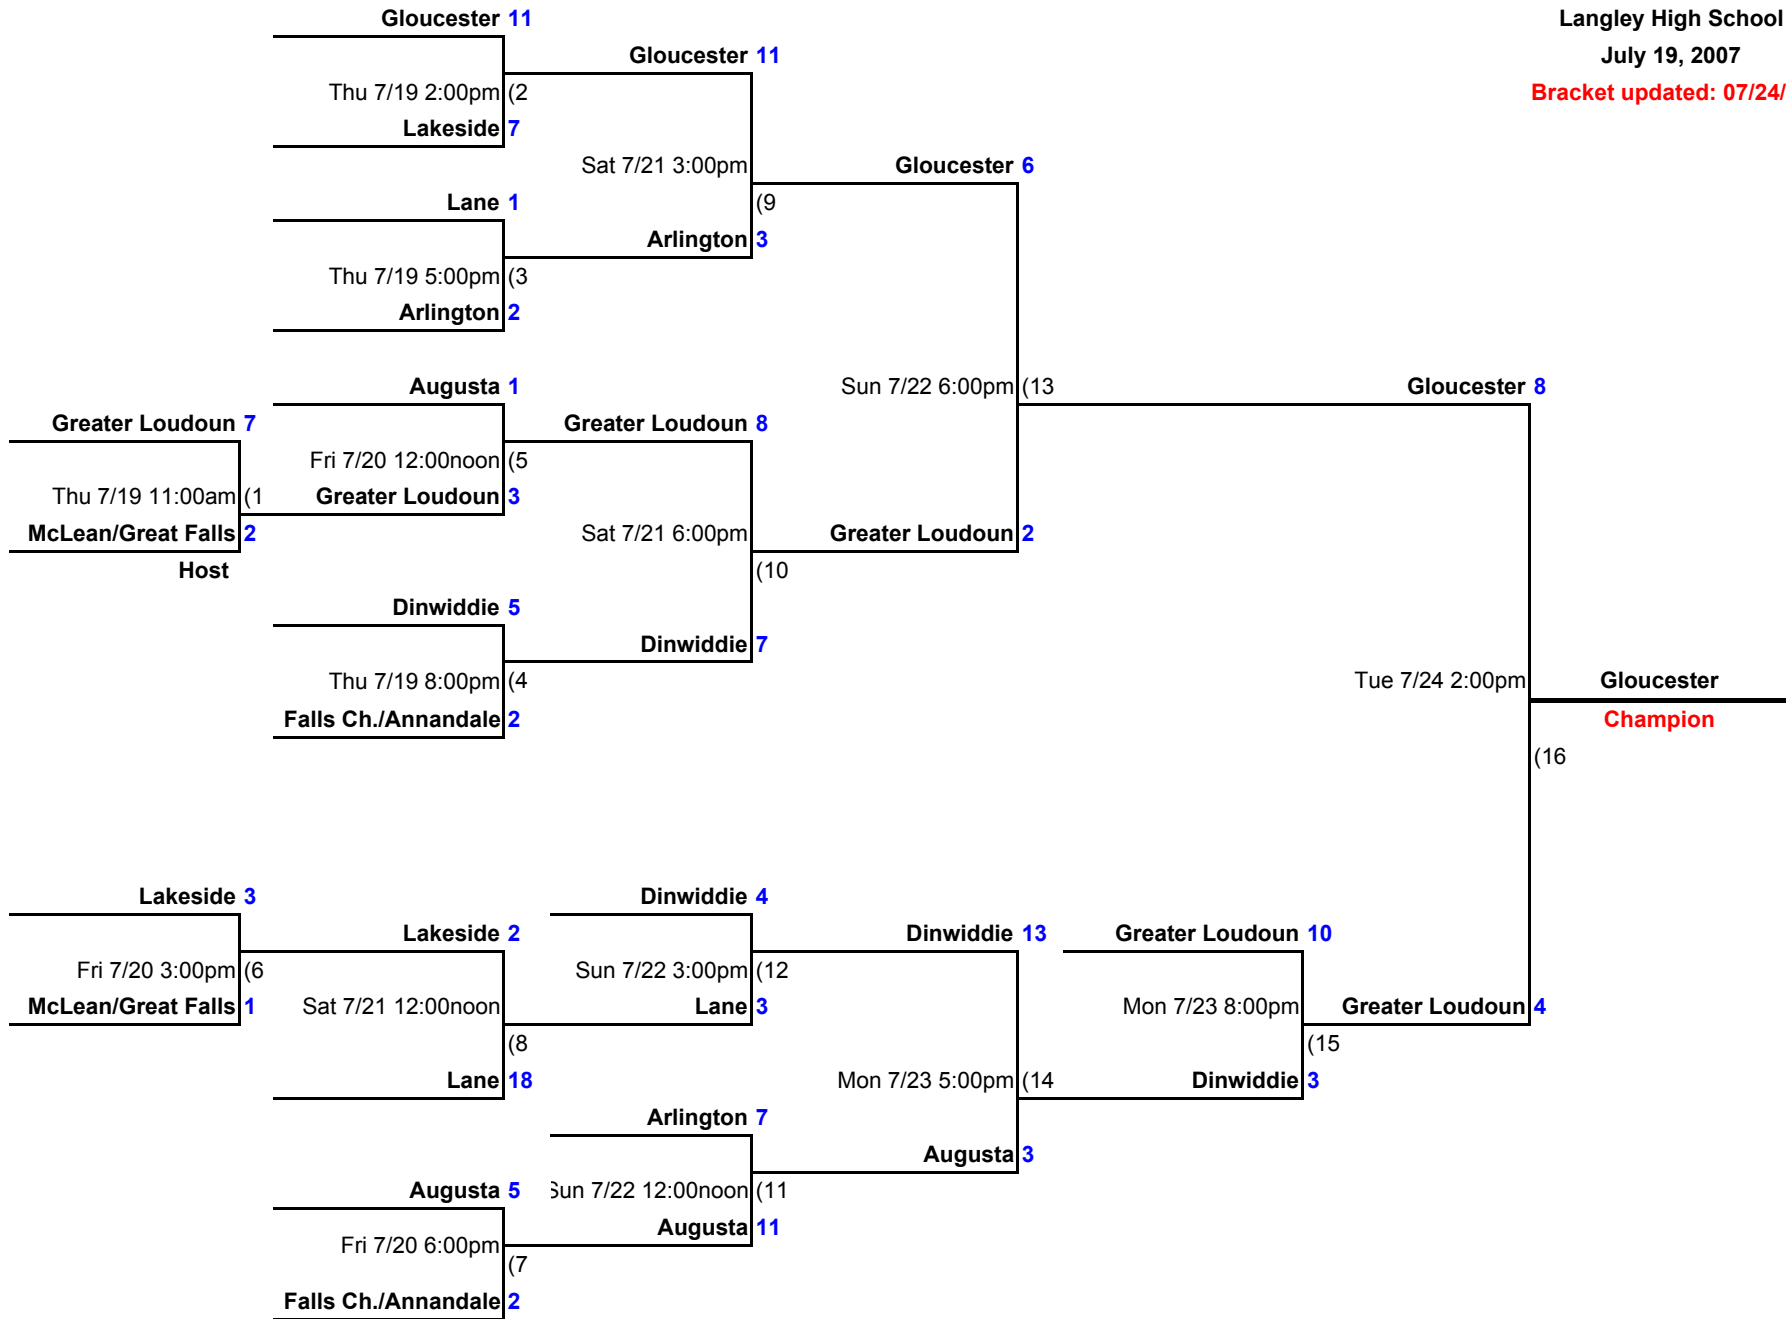 Gloucester 11
Langley High School
Gloucester 11
July 19, 2007
Thu 7/19 2:00pm (2
Bracket updated: 07/24/
Lakeside 7
Sat 7/21 3:00pm
Gloucester 6
Lane 1
(9
Arlington 3
Thu 7/19 5:00pm (3
Arlington 2
Augusta 1
Sun 7/22 6:00pm (13
Gloucester 8
Greater Loudoun 7
Greater Loudoun 8
Fri 7/20 12:00noon (5
Thu 7/19 11:00am (1
Greater Loudoun 3
McLean/Great Falls 2
Sat 7/21 6:00pm
Greater Loudoun 2
Host
(10
Dinwiddie 5
Dinwiddie 7
Thu 7/19 8:00pm (4
Tue 7/24 2:00pm
Gloucester
Falls Ch./Annandale 2
Champion
(16
Lakeside 3
Dinwiddie 4
Lakeside 2
Dinwiddie 13
Greater Loudoun 10
Fri 7/20 3:00pm (6
Sun 7/22 3:00pm (12
McLean/Great Falls 1
Sat 7/21 12:00noon
Lane 3
Mon 7/23 8:00pm
Greater Loudoun 4
(8
(15
Lane 18
Mon 7/23 5:00pm (14
Dinwiddie 3
Arlington 7
Augusta 3
Augusta 5
Sun 7/22 12:00noon (11
Augusta 11
Fri 7/20 6:00pm
(7
Falls Ch./Annandale 2